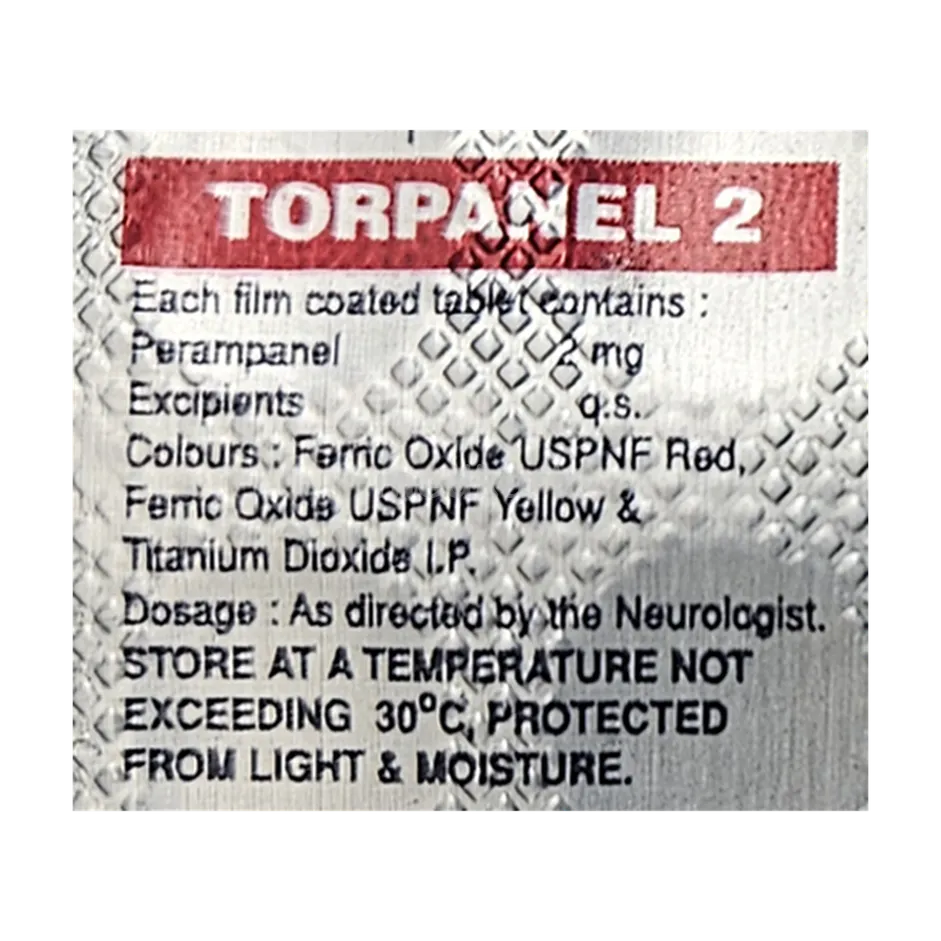 TORPANEL 2
Each film coated tablet contains :
Perampanel 2 mg
Excipients q.s.
Colours : Ferric Oxide USPNF Red,
Ferric Oxide USPNF Yellow &
Titanium Dioxide I.P.
Dosage : As directed by the Neurologist.
STORE AT A TEMPERATURE NOT
EXCEEDING 30°C, PROTECTED
FROM LIGHT & MOISTURE.